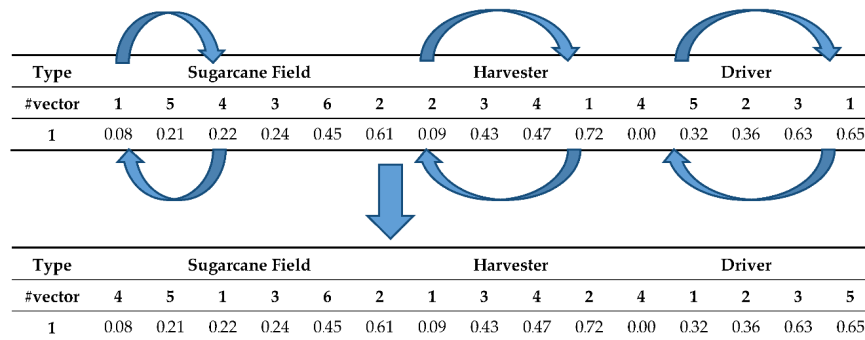 Type Sugarcane Field Harvester Driver
#vector 1 5 4 3 6 2 2 3 4 1 4 5 2 3 1
1 0.08 0.21 0.22 0.24 0.45 0.61 0.09 0.43 0.47 0.72 0.00 0.32 0.36 0.63 0.65
Type Sugarcane Field Harvester Driver
#vector 4 5 1 3 6 2 1 3 4 2 4 1 2 3 5
1 0.08 0.21 0.22 0.24 0.45 0.61 0.09 0.43 0.47 0.72 0.00 0.32 0.36 0.63 0.65